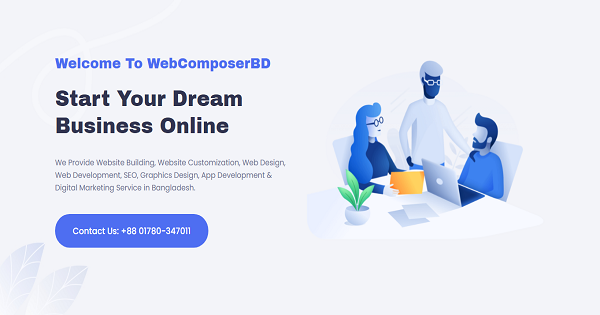 Welcome To WebComposerBD
Start Your Dream
Business Online
We Provide Website Building, Website Customization, Web Design,
Web Development, SEO, Graphics Design, App Development &
Digital Marketing Service in Bangladesh.
Contact Us: +88 01780-347011